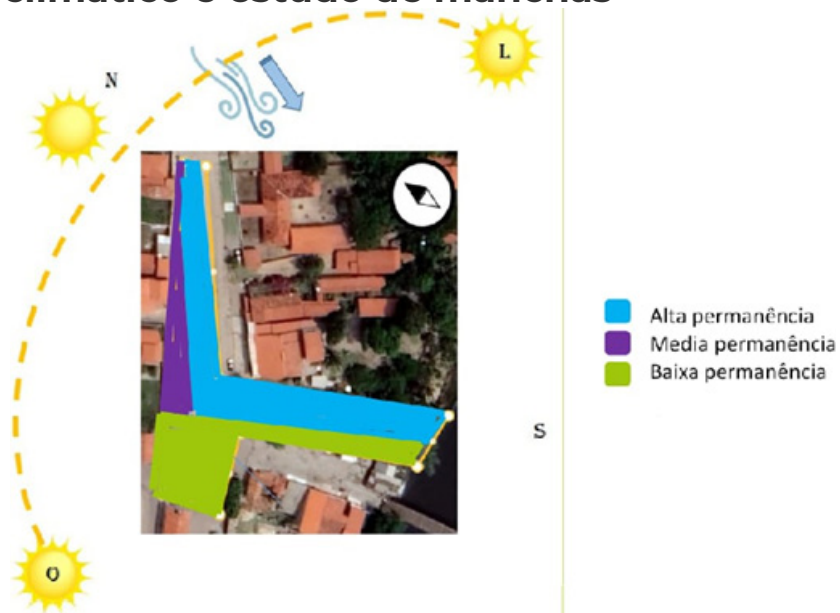 climático e estudo de manchas
L
N
Alta permanência
Media permanência
Baixa permanência
S
O